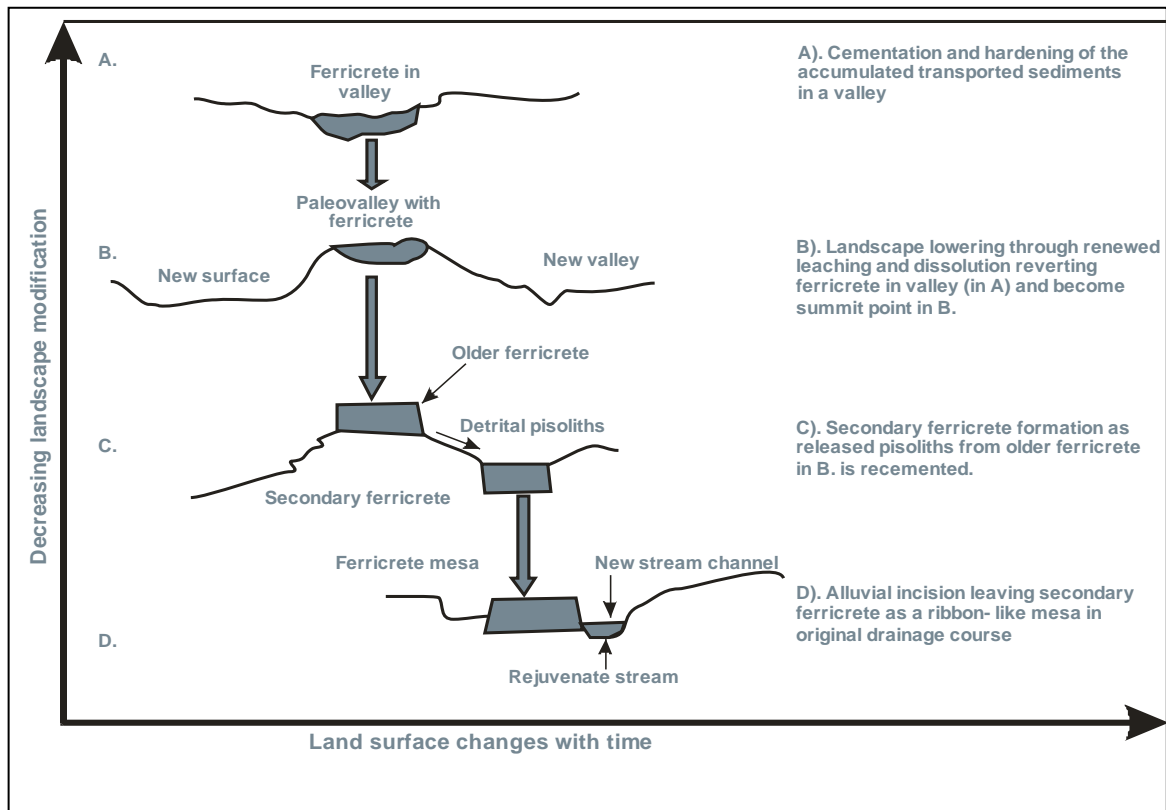 A.
Ferricrete in
valley
A). Cementation and hardening of the
accumulated transported sediments
in a valley
Paleovalley with
ferricrete
B.
New surface
New valley
B). Landscape lowering through renewed
leaching and dissolution reverting
ferricrete in valley (in A) and become
summit point in B.
Older ferricrete
Detrital pisoliths
C.
Secondary ferricrete
C). Secondary ferricrete formation as
released pisoliths from older ferricrete
in B. is recemented.
Ferricrete mesa
New stream channel
D.
Rejuvenate stream
D). Alluvial incision leaving secondary
ferricrete as a ribbon- like mesa in
original drainage course
Decreasing landscape modification
Land surface changes with time